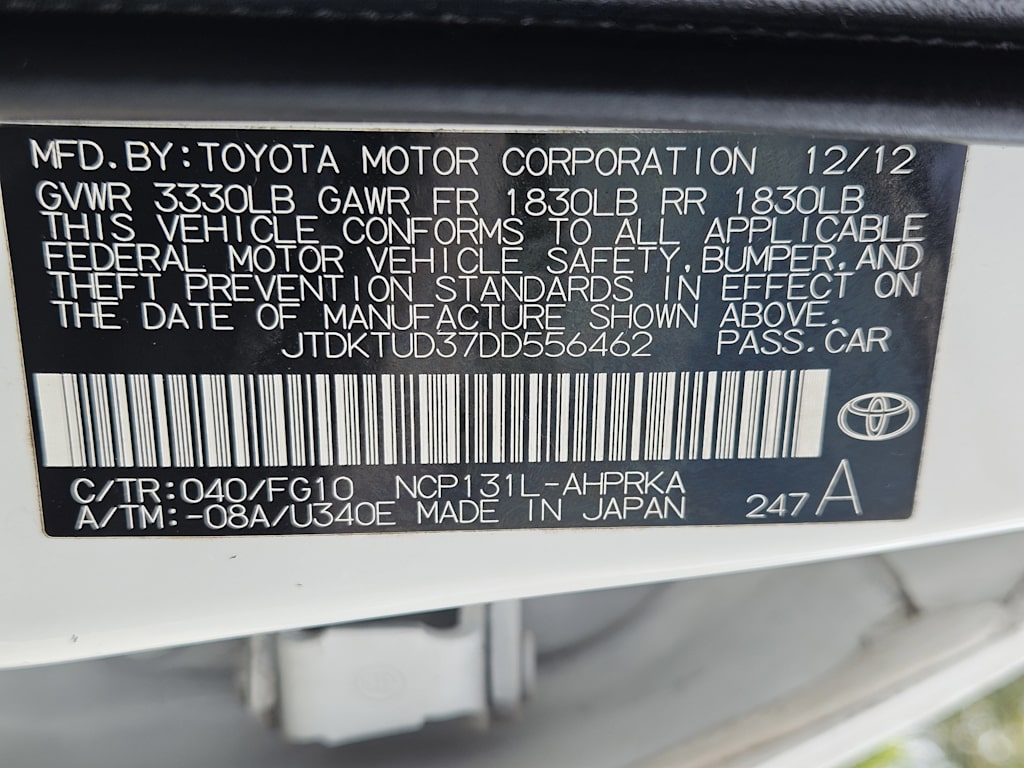 MFD. BY: TOYOTA MOTOR CORPORATION 12/12
GVWR 3330LB GAWR FR 1830LB RR 1830LB
THIS VEHICLE CONFORMS TO ALL APPLICABLE
FEDERAL MOTOR VEHICLE SAFETY, BUMPER, AND
THEFT PREVENTION STANDARDS IN EFFECT ON
THE DATE OF MANUFACTURE SHOWN ABOVE.
JTDKTUD37DD556462 PASS. CAR
C/TR: 040/FG10 NCP131L-AHPRKA
A/TM: -08A/U340E MADE IN JAPAN 247 A